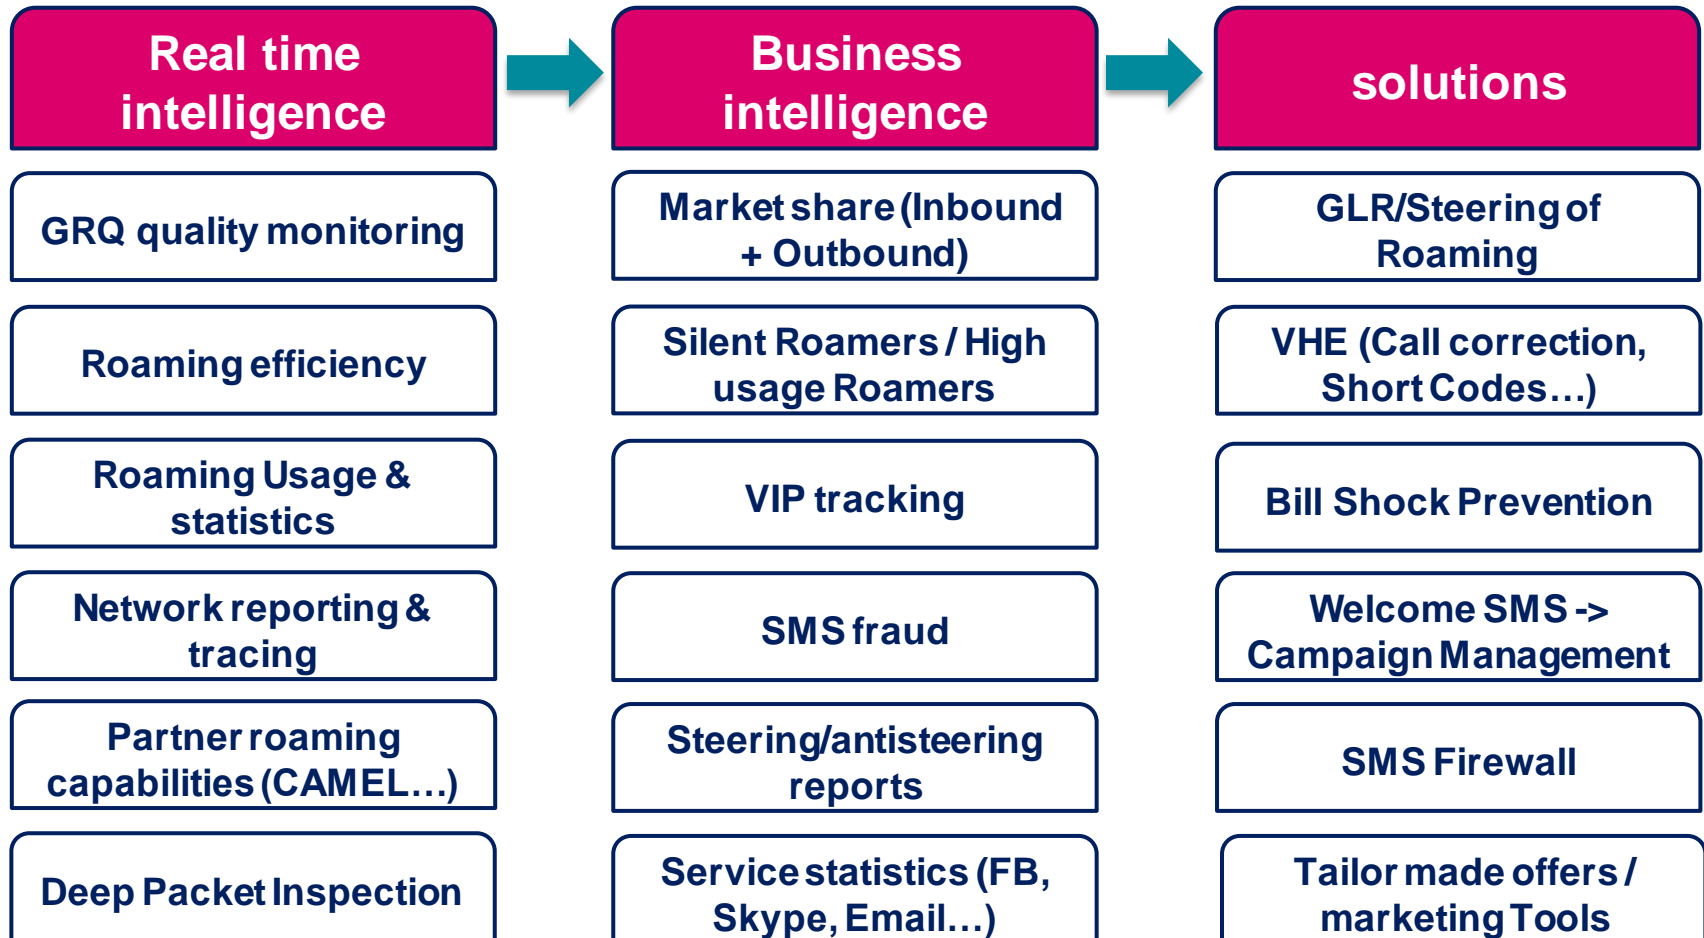 Real time
intelligence
Business
intelligence
solutions
GRQ quality monitoring
Market share (Inbound
+ Outbound)
GLR/Steering of
Roaming
Roaming efficiency
Silent Roamers / High
usage Roamers
VHE (Call correction,
Short Codes…)
Roaming Usage &
statistics
VIP tracking
Bill Shock Prevention
Network reporting &
tracing
SMS fraud
Welcome SMS ->
Campaign Management
Partner roaming
capabilities (CAMEL…)
Steering/antisteering
reports
SMS Firewall
Deep Packet Inspection
Service statistics (FB,
Skype, Email…)
Tailor made offers /
marketing Tools